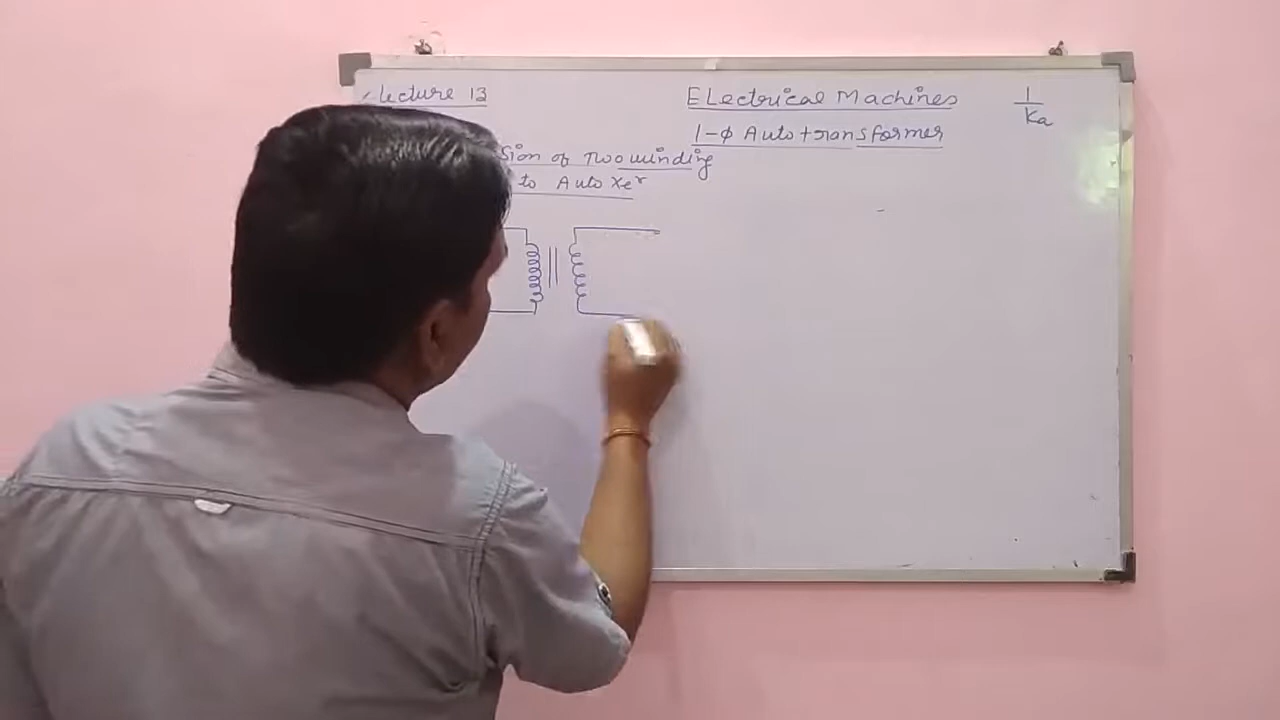 Lecture 13
ELectrical Machines
1-ϕ Autotransformer
1
Ka
sion of Two winding
to Auto Xer